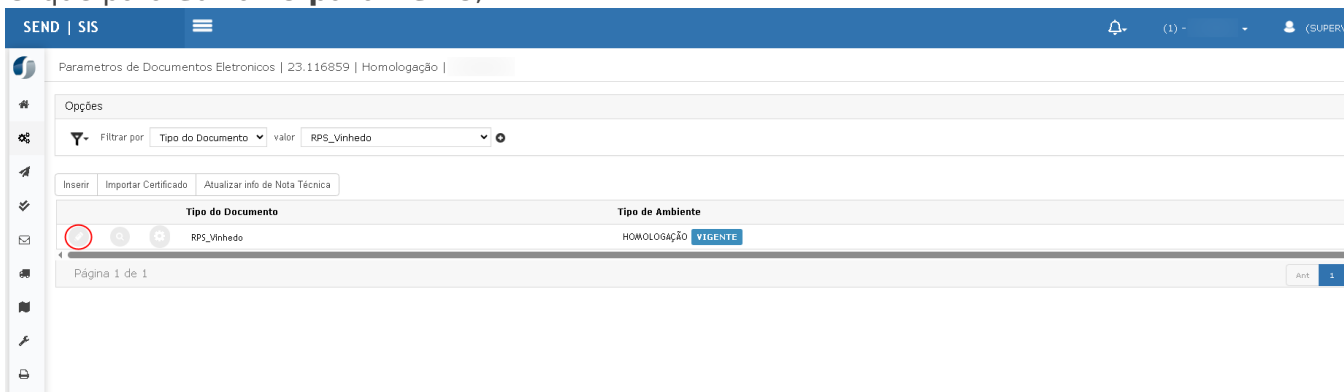 SEND | SIS (1) - (SUPERV
Parametros de Documentos Eletronicos | 23.116859 | Homologação |
Opções
Filtrar por Tipo do Documento valor RPS_Vinhedo
Inserir Importar Certificado Atualizar info de Nota Técnica
Tipo do Documento Tipo de Ambiente
RPS_Vinhedo HOMOLOGAÇÃO VIGENTE
Página 1 de 1 Ant 1